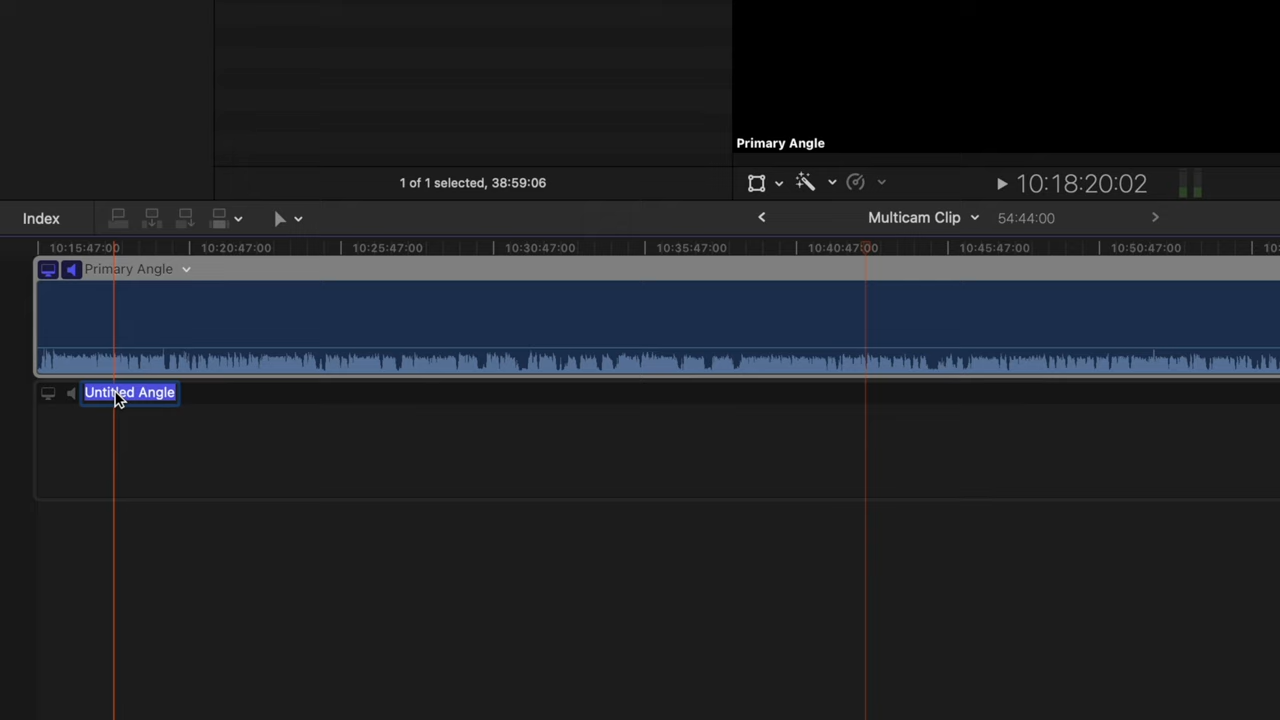 Primary Angle
1 of 1 selected, 38:59:06
10:18:20:02
Index
Multicam Clip
54:44:00
10:15:47:00
10:20:47:00
10:25:47:00
10:30:47:00
10:35:47:00
10:40:47:00
10:45:47:00
10:50:47:00
Primary Angle
Untitled Angle